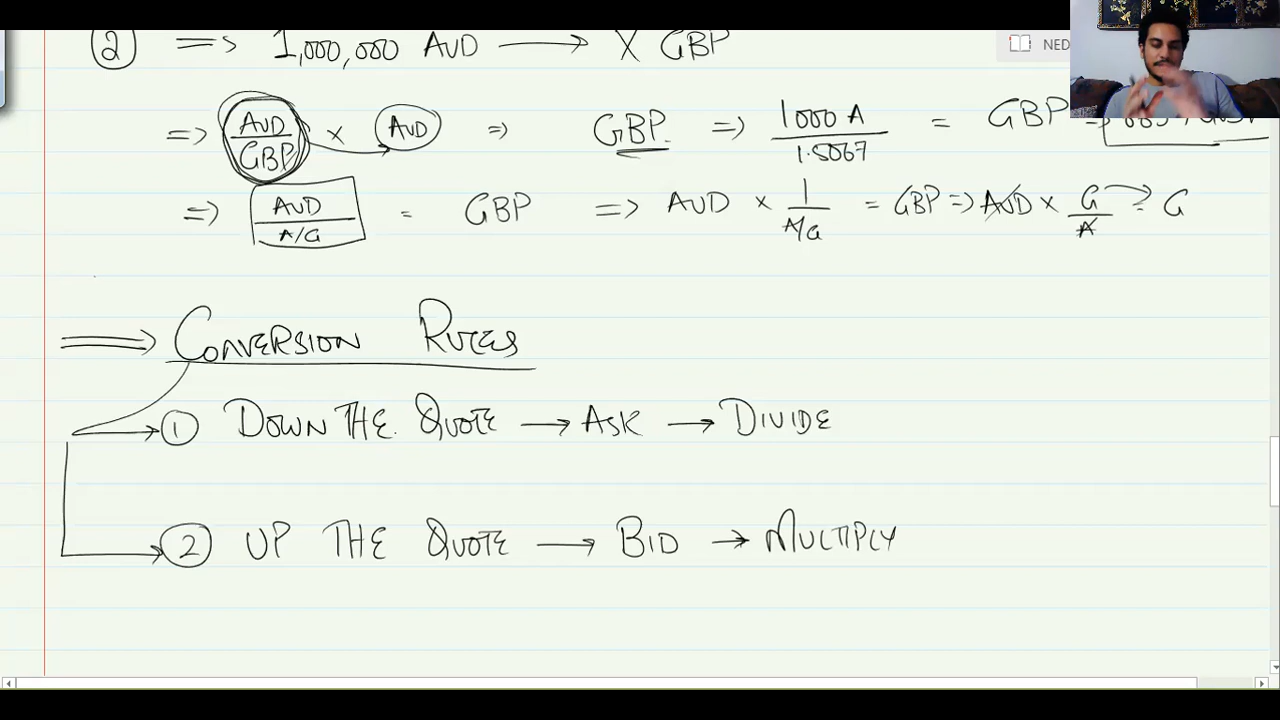 ② => 1,000,000 AUD → X GBP
NED
=> AUD/GBP × AUD => GBP => 1000 A/1.5067 = GBP
=> AUD/A/G = GBP => AUD × 1/A/G = GBP => AUD × G/A = G
=> CONVERSION RULES
① DOWN THE QUOTE → ASK → DIVIDE
② UP THE QUOTE → BID → MULTIPLY